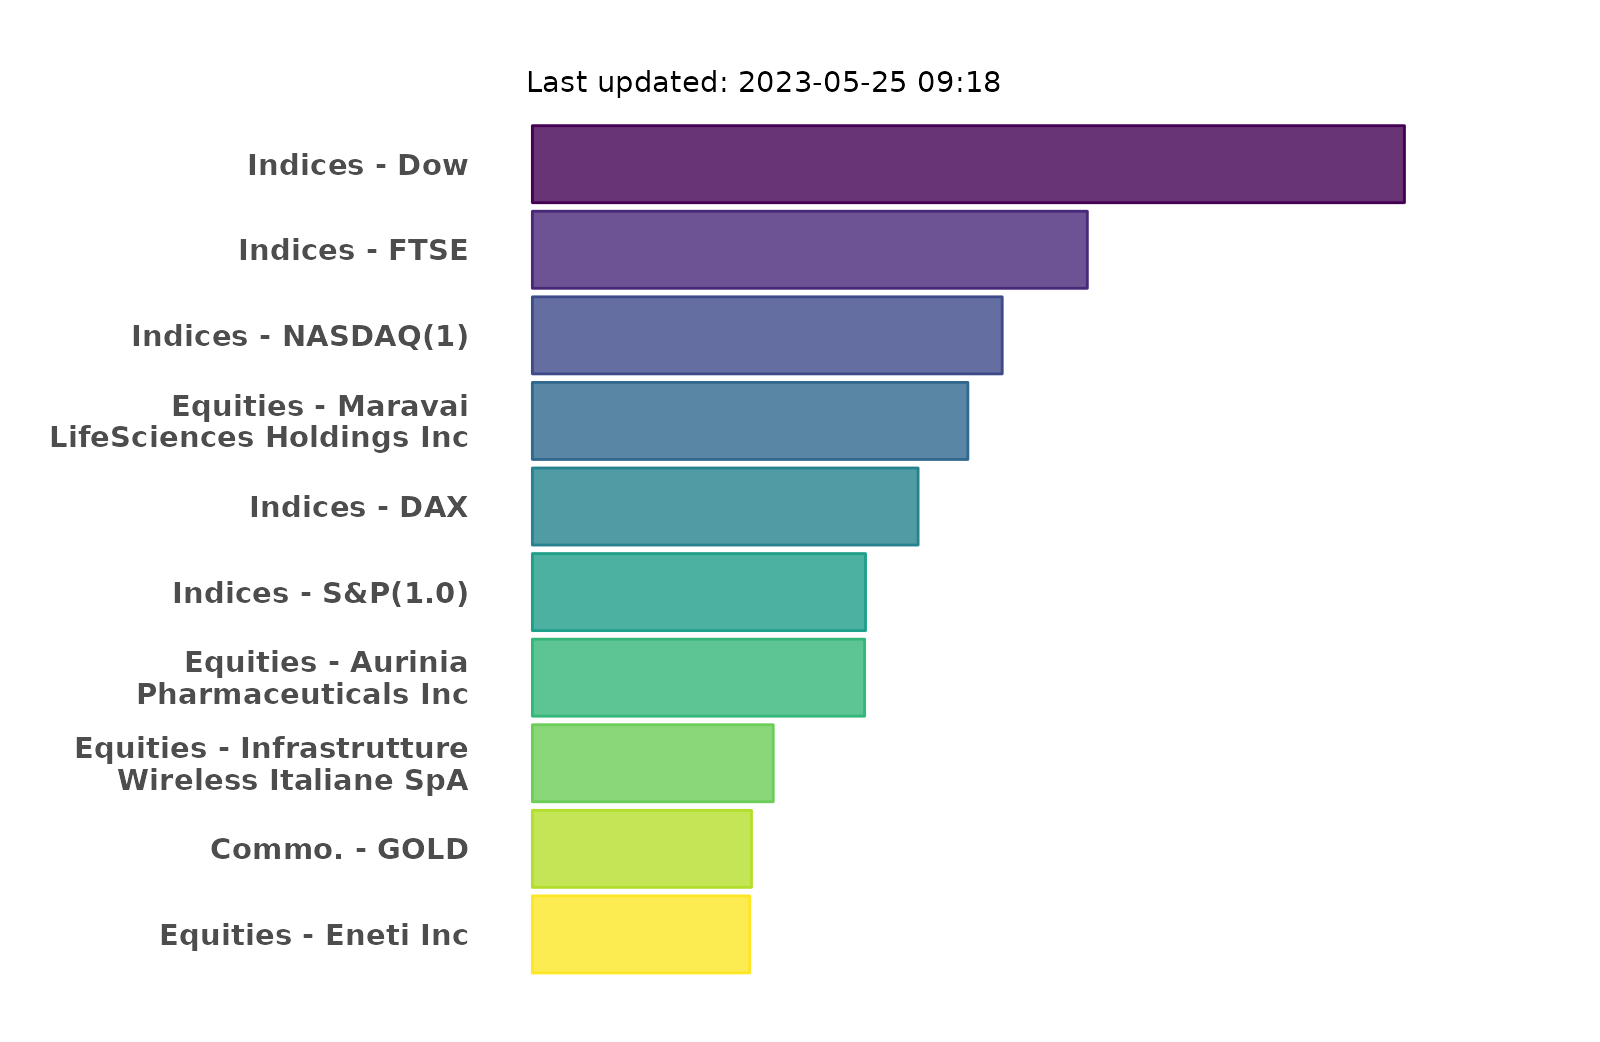 Last updated: 2023-05-25 09:18
Indices - Dow
Indices - FTSE
Indices - NASDAQ(1)
Equities - Maravai
LifeSciences Holdings Inc
Indices - DAX
Indices - S&P(1.0)
Equities - Aurinia
Pharmaceuticals Inc
Equities - Infrastrutture
Wireless Italiane SpA
Commo. - GOLD
Equities - Eneti Inc